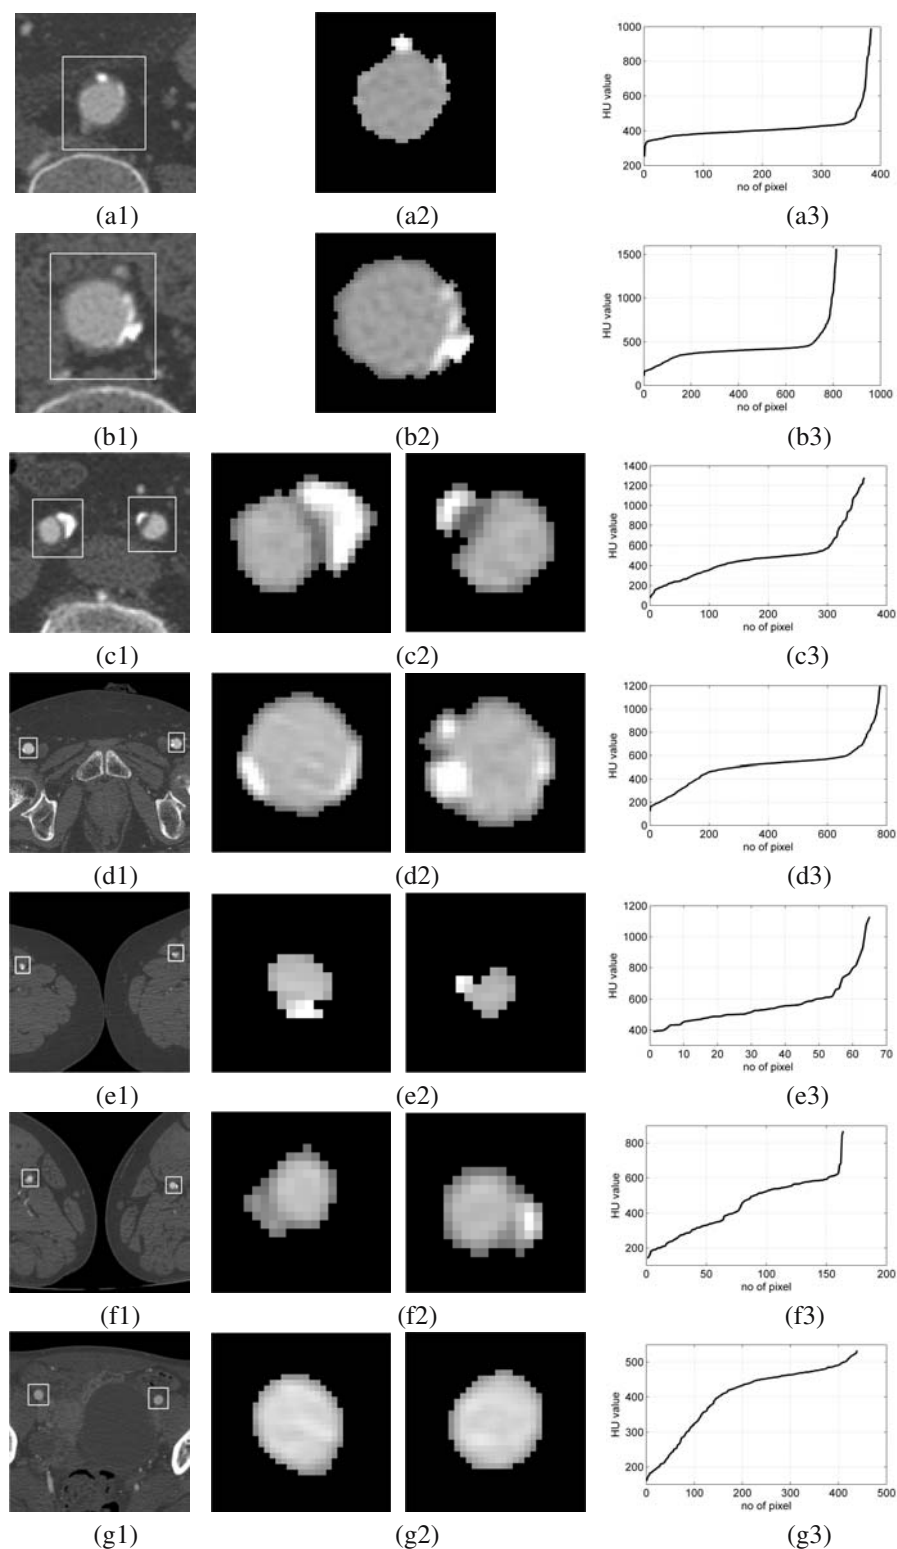 1000
800
600
400
200
HU value
0 100 200 300 400
no of pixel
(a1) (a2) (a3)
1500
1000
500
0
HU value
0 200 400 600 800 1000
no of pixel
(b1) (b2) (b3)
1400
1200
1000
800
600
400
200
0
HU value
0 100 200 300 400
no of pixel
(c1) (c2) (c3)
1200
1000
800
600
400
200
0
HU value
0 200 400 600 800
no of pixel
(d1) (d2) (d3)
1200
1000
800
600
400
HU value
0 10 20 30 40 50 60 70
no of pixel
(e1) (e2) (e3)
800
600
400
200
HU value
0 50 100 150 200
no of pixel
(f1) (f2) (f3)
500
400
300
200
HU value
0 100 200 300 400 500
no of pixel
(g1) (g2) (g3)